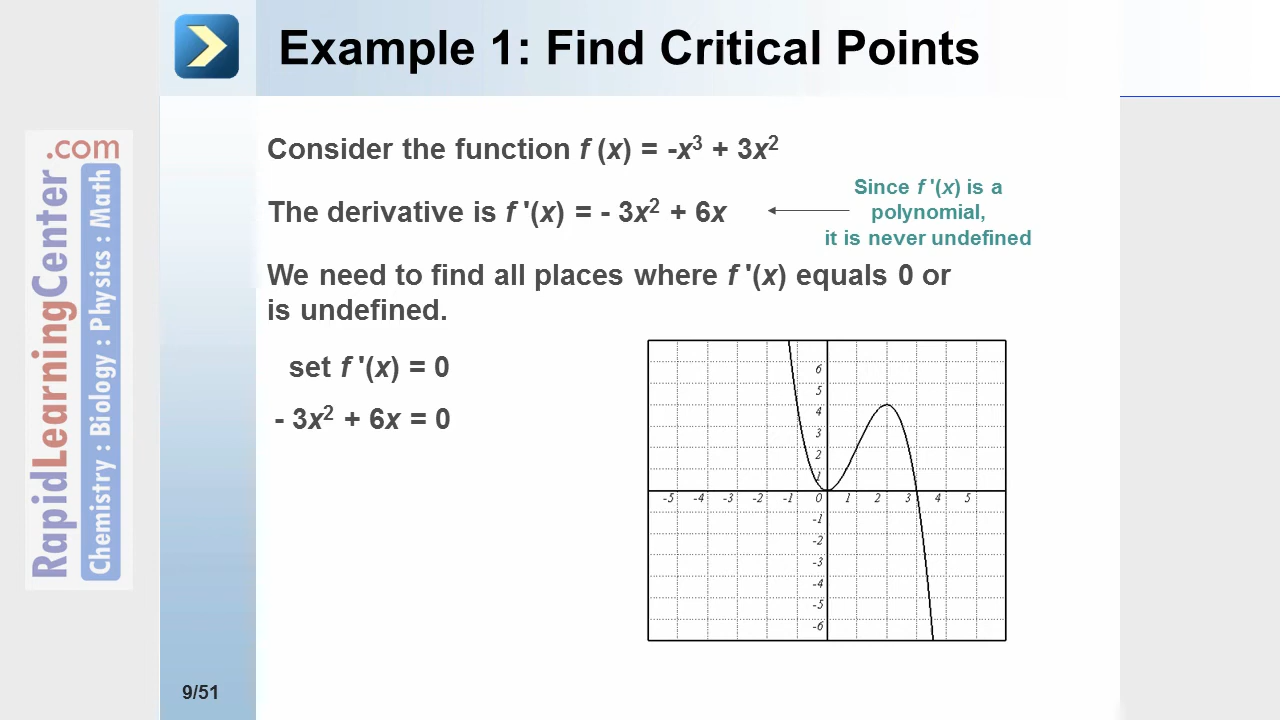 Example 1: Find Critical Points
RapidLearningCenter.com
Chemistry : Biology : Physics : Math
Consider the function f (x) = -x³ + 3x²
The derivative is f '(x) = - 3x² + 6x
Since f '(x) is a
polynomial,
it is never undefined
We need to find all places where f '(x) equals 0 or
is undefined.
set f '(x) = 0
- 3x² + 6x = 0
6
5
4
3
2
1
-5 -4 -3 -2 -1 0 1 2 3 4 5
-1
-2
-3
-4
-5
-6
9/51